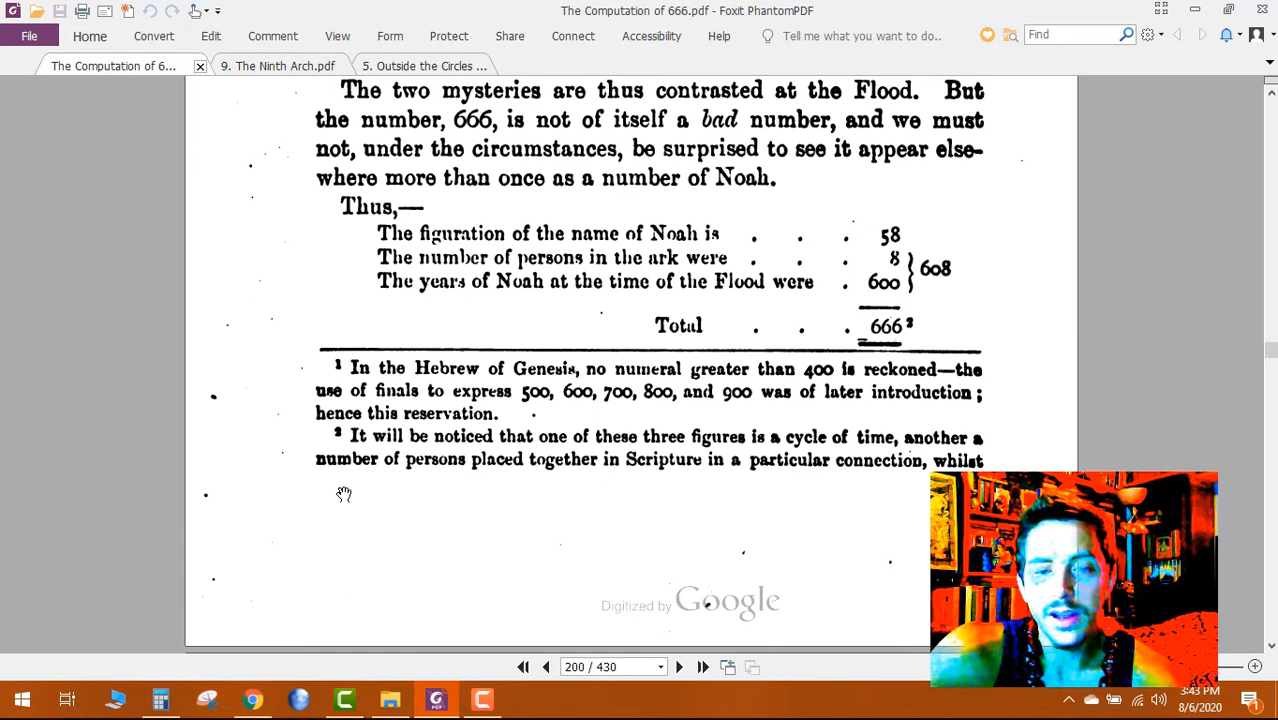 The Computation of 666.pdf - Foxit PhantomPDF
File Home Convert Edit Comment View Form Protect Share Connect Accessibility Help Tell me what you want to do.. Find
The Computation of 6... 9. The Ninth Arch.pdf 5. Outside the Circles ...
The two mysteries are thus contrasted at the Flood. But
the number, 666, is not of itself a bad number, and we must
not, under the circumstances, be surprised to see it appear else-
where more than once as a number of Noah.
Thus,—
The figuration of the name of Noah is . . . 58
The number of persons in the ark were . . . 8
608
The years of Noah at the time of the Flood were . 600
Total . . . 666 ²
¹ In the Hebrew of Genesis, no numeral greater than 400 is reckoned—the
use of finals to express 500, 600, 700, 800, and 900 was of later introduction ;
hence this reservation.
² It will be noticed that one of these three figures is a cycle of time, another a
number of persons placed together in Scripture in a particular connection, whilst
Digitized by Google
200 / 430
3:43 PM
8/6/2020